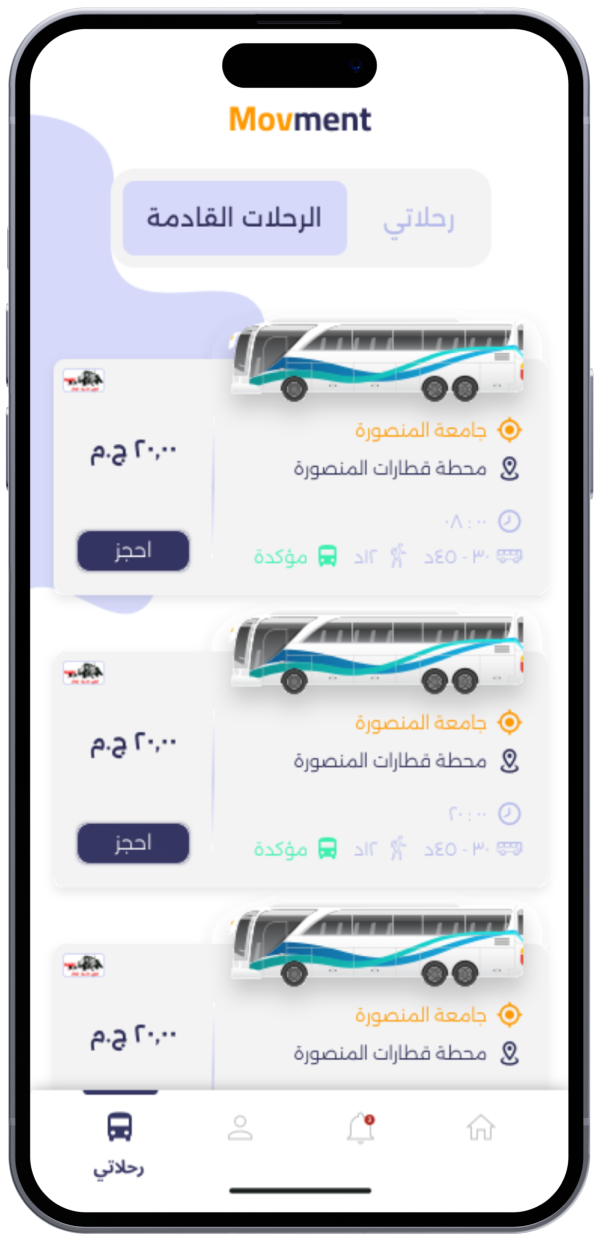 Movment
رحلاتي
الرحلات القادمة
جامعة المنصورة
محطة قطارات المنصورة
٢٠,٠٠ ج.م
٠٨:٠٠
٣٠ - ٤٥د
١٢د
مؤكدة
احجز
جامعة المنصورة
محطة قطارات المنصورة
٢٠,٠٠ ج.م
٢٠:٠٠
٣٠ - ٤٥د
١٢د
مؤكدة
احجز
جامعة المنصورة
محطة قطارات المنصورة
٢٠,٠٠ ج.م
رحلاتي